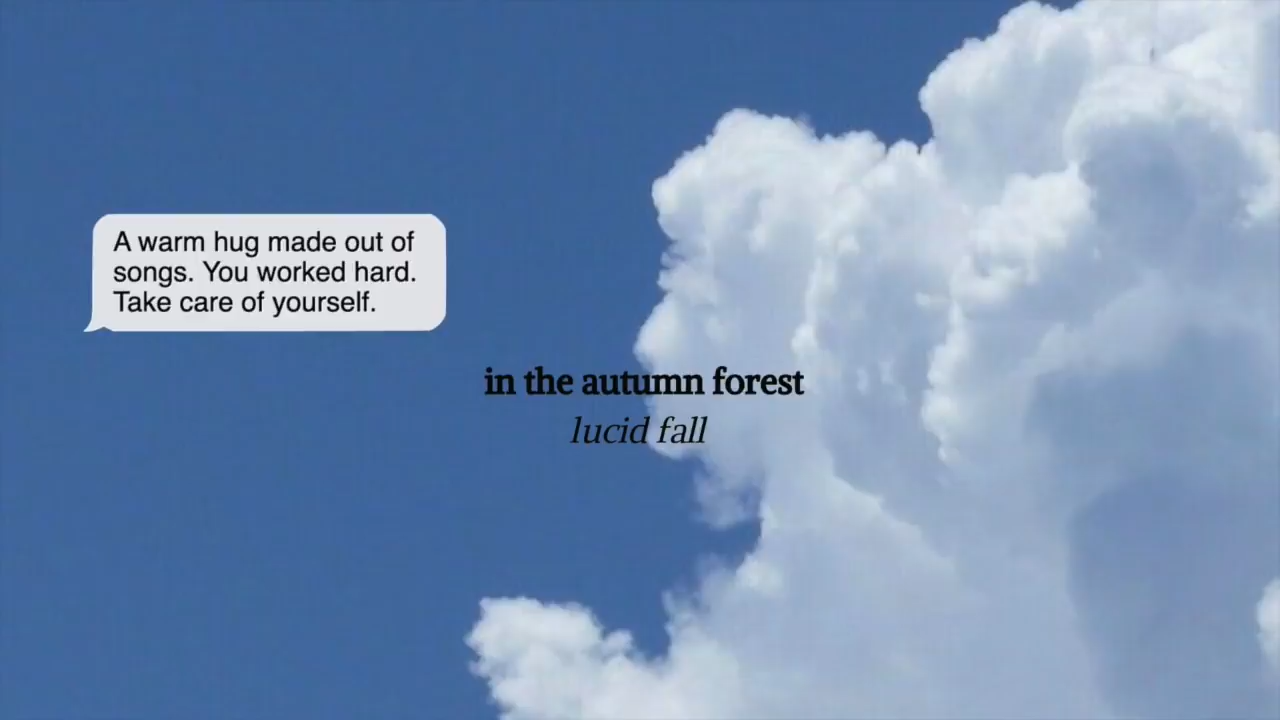 A warm hug made out of
songs. You worked hard.
Take care of yourself.
in the autumn forest
lucid fall